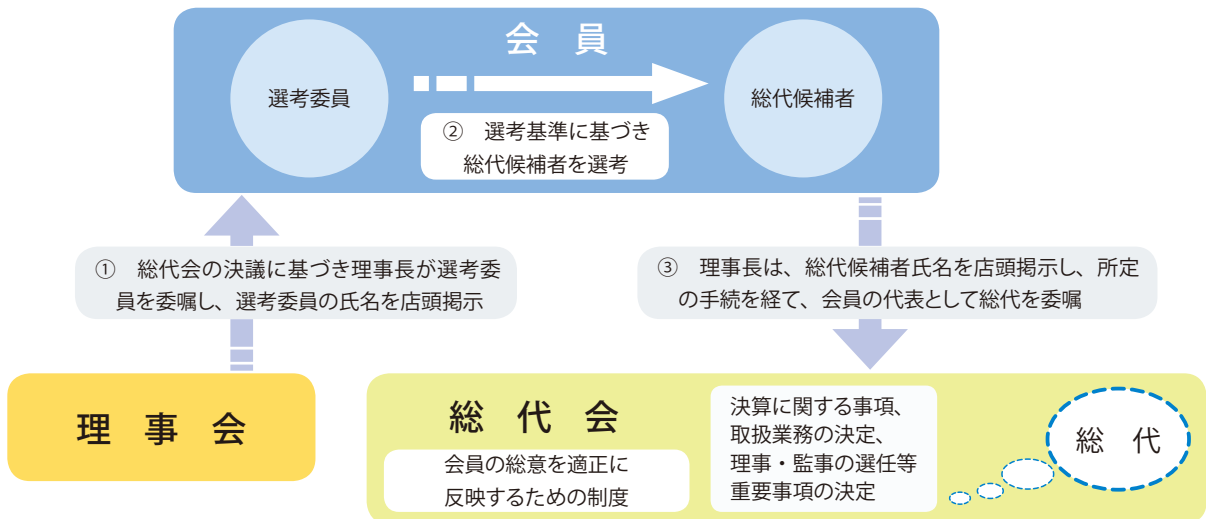 会　員
選考委員
総代候補者
②　選考基準に基づき
総代候補者を選考
①　総代会の決議に基づき理事長が選考委
員を委嘱し、選考委員の氏名を店頭掲示
③　理事長は、総代候補者氏名を店頭掲示し、所定
の手続を経て、会員の代表として総代を委嘱
理　事　会
総　代　会
会員の総意を適正に
反映するための制度
決算に関する事項、
取扱業務の決定、
理事・監事の選任等
重要事項の決定
総　代